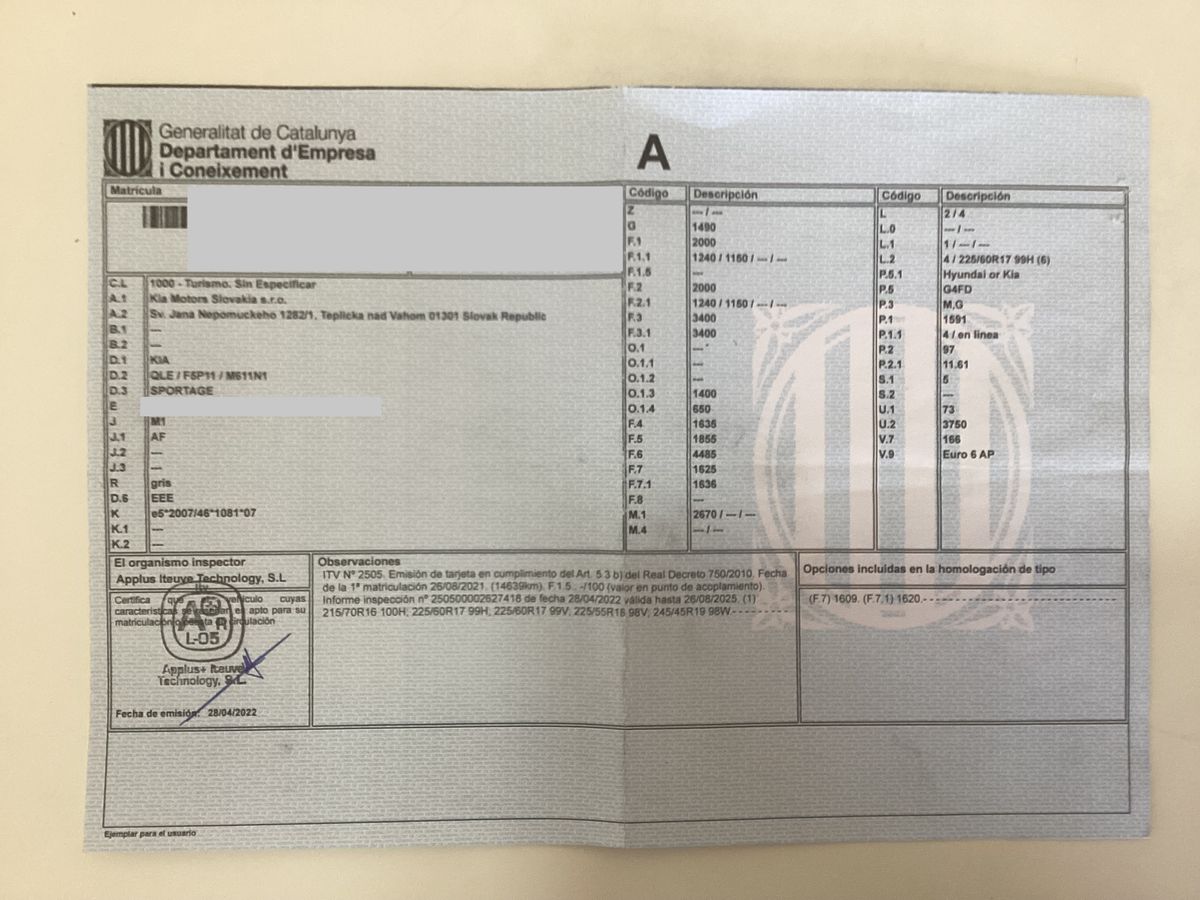 Generalitat de Catalunya
Departament d'Empresa
i Coneixement
A
Matrícula
C.L 1000 - Turismo. Sin Especificar
A.1 Kia Motors Slovakia s.r.o.
A.2 Sv. Jana Nepomuckeho 1282/1, Teplicka nad Vahom 01301 Slovak Republic
B.1 ---
B.2 ---
D.1 KIA
D.2 QLE / F5P11 / M611N1
D.3 SPORTAGE
E
J M1
J.1 AF
J.2 ---
J.3 ---
R gris
D.6 EEE
K e5*2007/46*1081*07
K.1 ---
K.2 ---
Código Descripción
Z --- / ---
G 1490
F.1 2000
F.1.1 1240 / 1160 / --- / ---
F.1.5 ---
F.2 2000
F.2.1 1240 / 1160 / --- / ---
F.3 3400
F.3.1 3400
O.1 ---
O.1.1 ---
O.1.2 ---
O.1.3 1400
O.1.4 650
F.4 1635
F.5 1855
F.6 4485
F.7 1625
F.7.1 1636
F.8 ---
M.1 2670 / --- / ---
M.4 --- / ---
Código Descripción
L 2 / 4
L.0 --- / ---
L.1 1 / --- / ---
L.2 4 / 225/60R17 99H (6)
P.5.1 Hyundai or Kia
P.5 G4FD
P.3 M,G
P.1 1591
P.1.1 4 / en línea
P.2 97
P.2.1 11.61
S.1 5
S.2 ---
U.1 73
U.2 3750
V.7 166
V.9 Euro 6 AP
El organismo inspector
Applus Iteuve Technology, S.L
Certifica que el vehículo cuyas
características se reseñan es apto para su
matriculación o puesta en circulación
L-05
Applus+ Iteuve
Technology, S.L.
Fecha de emisión: 28/04/2022
Observaciones
ITV Nº 2505. Emisión de tarjeta en cumplimiento del Art. 5.3 b) del Real Decreto 750/2010. Fecha
de la 1ª matriculación 26/08/2021. (14639km). F.1.5.: -/100 (valor en punto de acoplamiento).
Informe inspección nº 25050000002627416 de fecha 28/04/2022 válida hasta 26/08/2025. (1)
215/70R16 100H, 225/60R17 99H, 225/60R17 99V, 225/55R18 98V, 245/45R19 98W.----------
Opciones incluidas en la homologación de tipo
(F.7) 1609. (F.7.1) 1620.-----------------------------
Ejemplar para el usuario